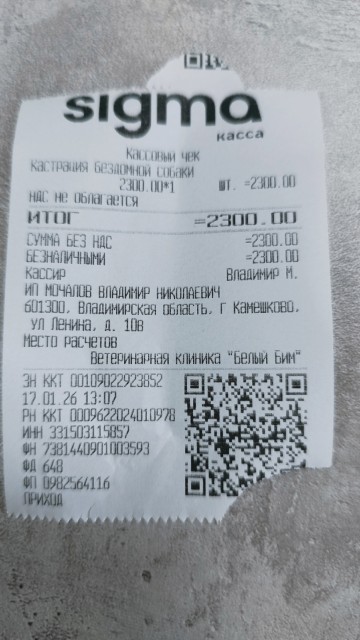 sigma
касса
Кассовый чек
Кастрация бездомной собаки
2300.00*1 шт. =2300.00
НДС не облагается
ИТОГ =2300.00
СУММА БЕЗ НДС =2300.00
БЕЗНАЛИЧНЫМИ =2300.00
Кассир Владимир М.
ИП МОЧАЛОВ ВЛАДИМИР НИКОЛАЕВИЧ
601300, Владимирская область, г Камешково,
ул Ленина, д. 10В
Место расчетов
Ветеринарная клиника "Белый Бим"
ЗН ККТ 00109022923852
17.01.26 13:07
РН ККТ 0009622024010978
ИНН 331503115857
ФН 7381440901003593
ФД 648
ФП 0982564116
ПРИХОД